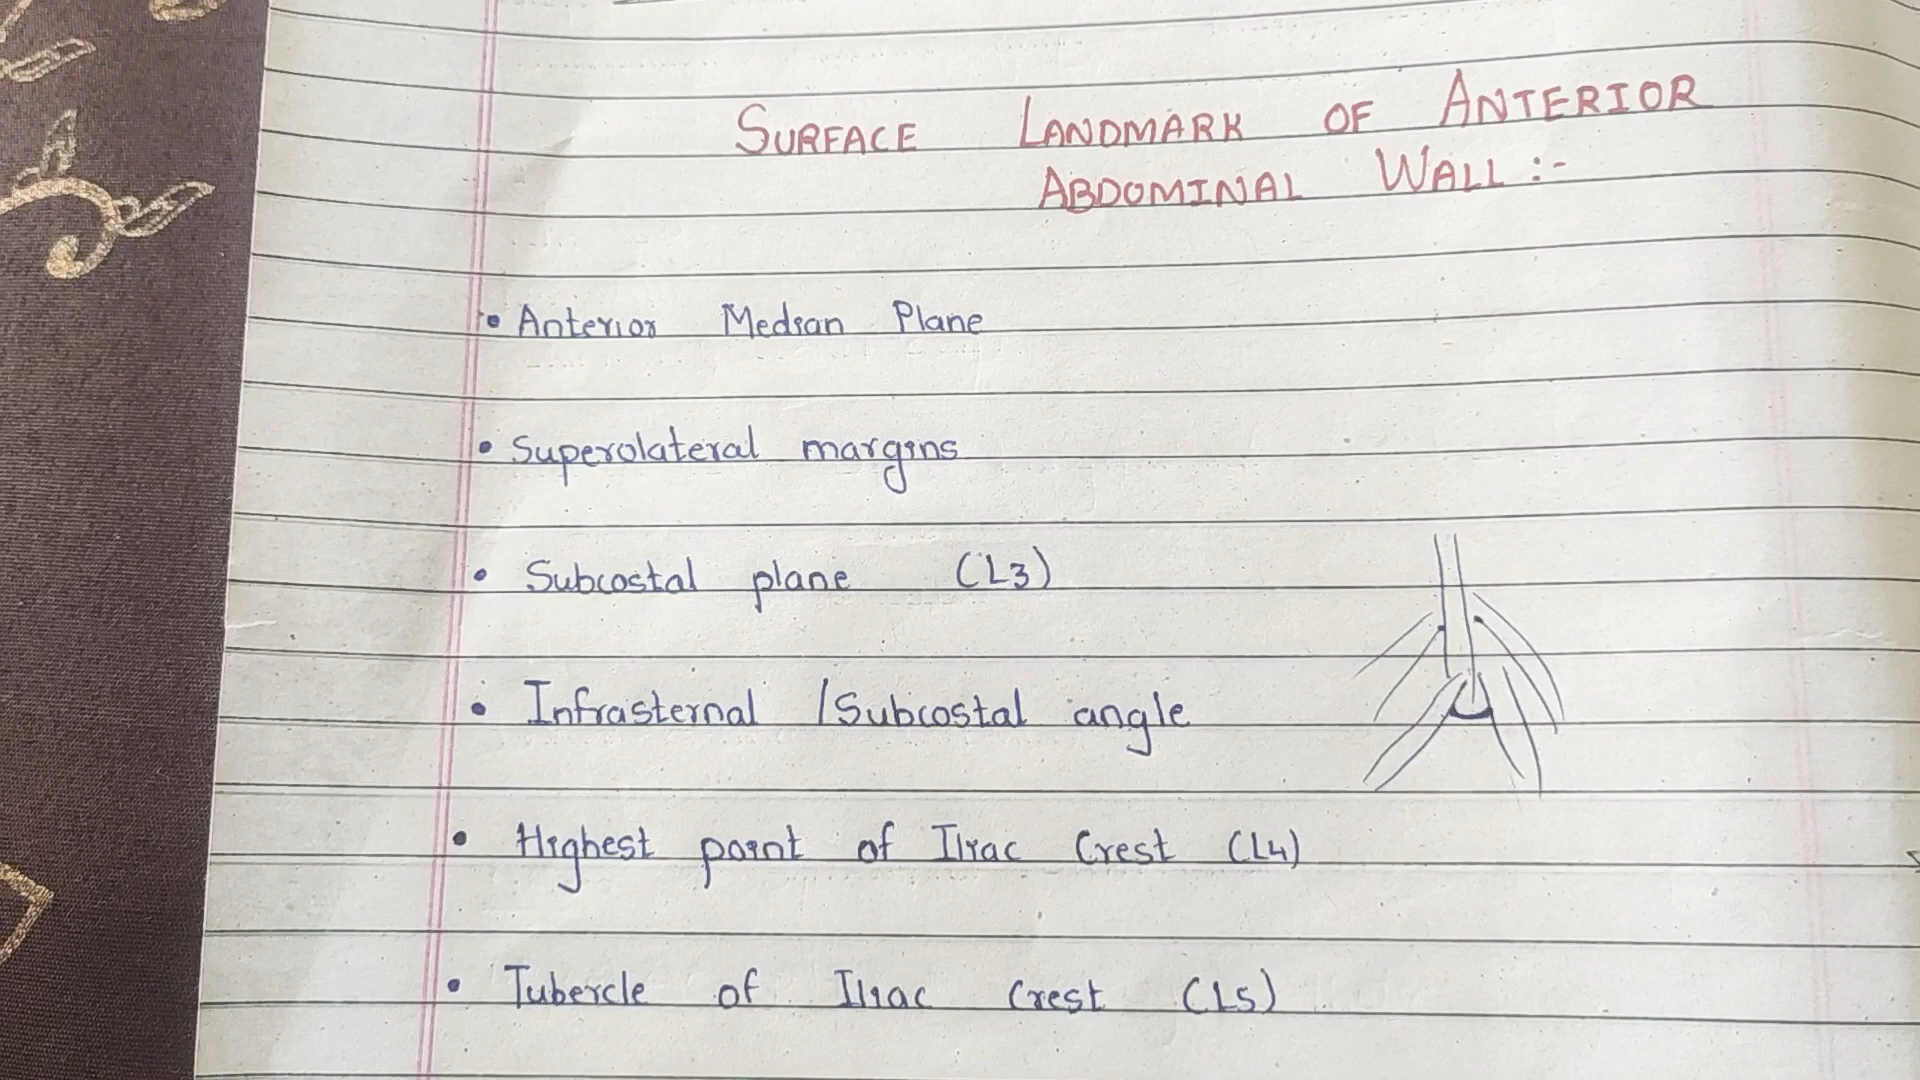 SURFACE LANDMARK OF ANTERIOR
ABDOMINAL WALL :-
• Anterior Median Plane
• Superolateral margins
• Subcostal plane (L3)
• Infrasternal / Subcostal angle
• Highest point of Iliac Crest (L4)
• Tubercle of Iliac Crest (L5)